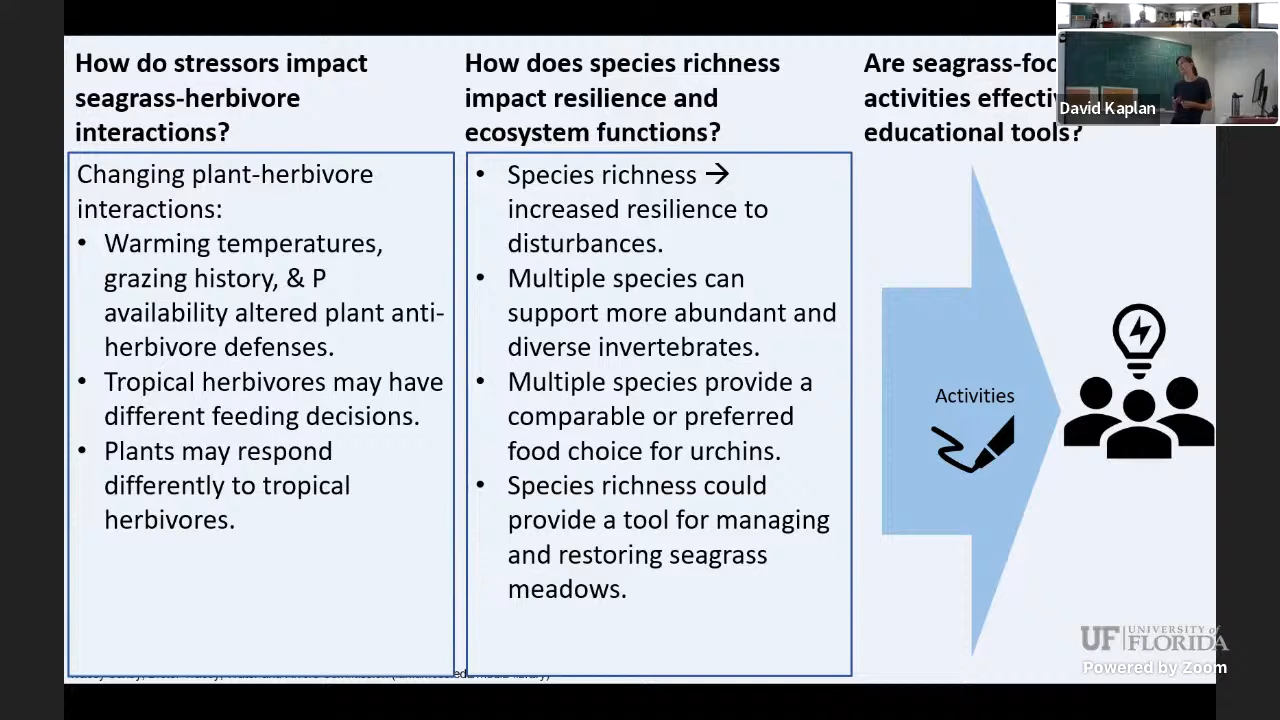 How do stressors impact
seagrass-herbivore
interactions?
Changing plant-herbivore
interactions:
• Warming temperatures,
grazing history, & P
availability altered plant anti-
herbivore defenses.
• Tropical herbivores may have
different feeding decisions.
• Plants may respond
differently to tropical
herbivores.
How does species richness
impact resilience and
ecosystem functions?
• Species richness →
increased resilience to
disturbances.
• Multiple species can
support more abundant and
diverse invertebrates.
• Multiple species provide a
comparable or preferred
food choice for urchins.
• Species richness could
provide a tool for managing
and restoring seagrass
meadows.
Are seagrass-foc
activities effecti
educational tools?
Activities
David Kaplan
UF UNIVERSITY of
FLORIDA
Powered by Zoom